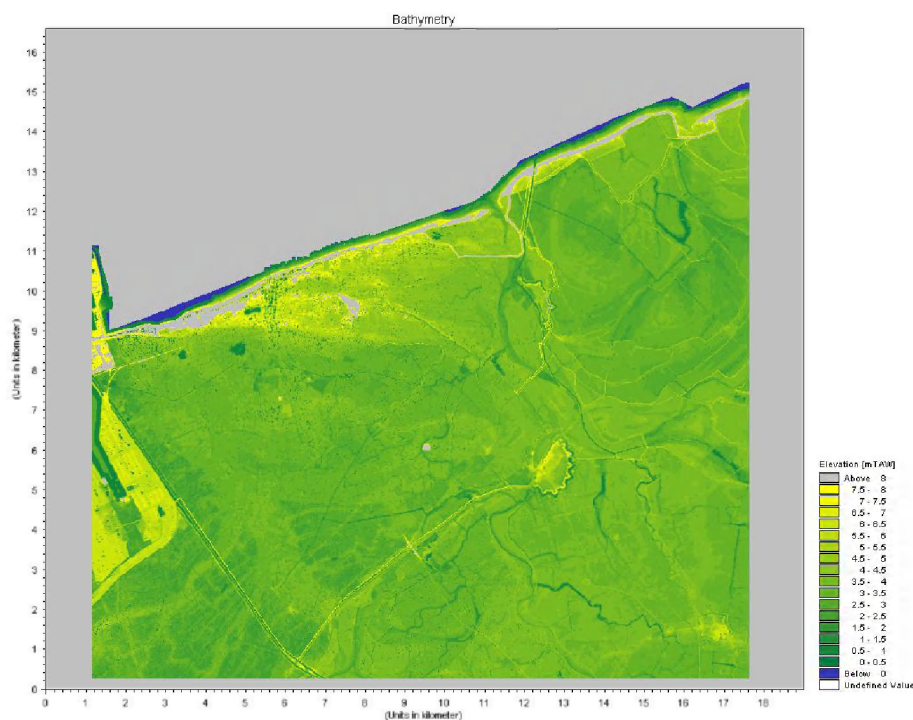 Bathymetry
16
15
14
13
12
11
10
9
8
7
6
5
4
3
2
1
0
(Units in kilometer)
0 1 2 3 4 5 6 7 8 9 10 11 12 13 14 15 16 17 18
(Units in kilometer)
Elevation [mTAW]
Above 8
7.5 - 8
7 - 7.5
6.5 - 7
6 - 6.5
5.5 - 6
5 - 5.5
4.5 - 5
4 - 4.5
3.5 - 4
3 - 3.5
2.5 - 3
2 - 2.5
1.5 - 2
1 - 1.5
0.5 - 1
0 - 0.5
Below 0
Undefined Value